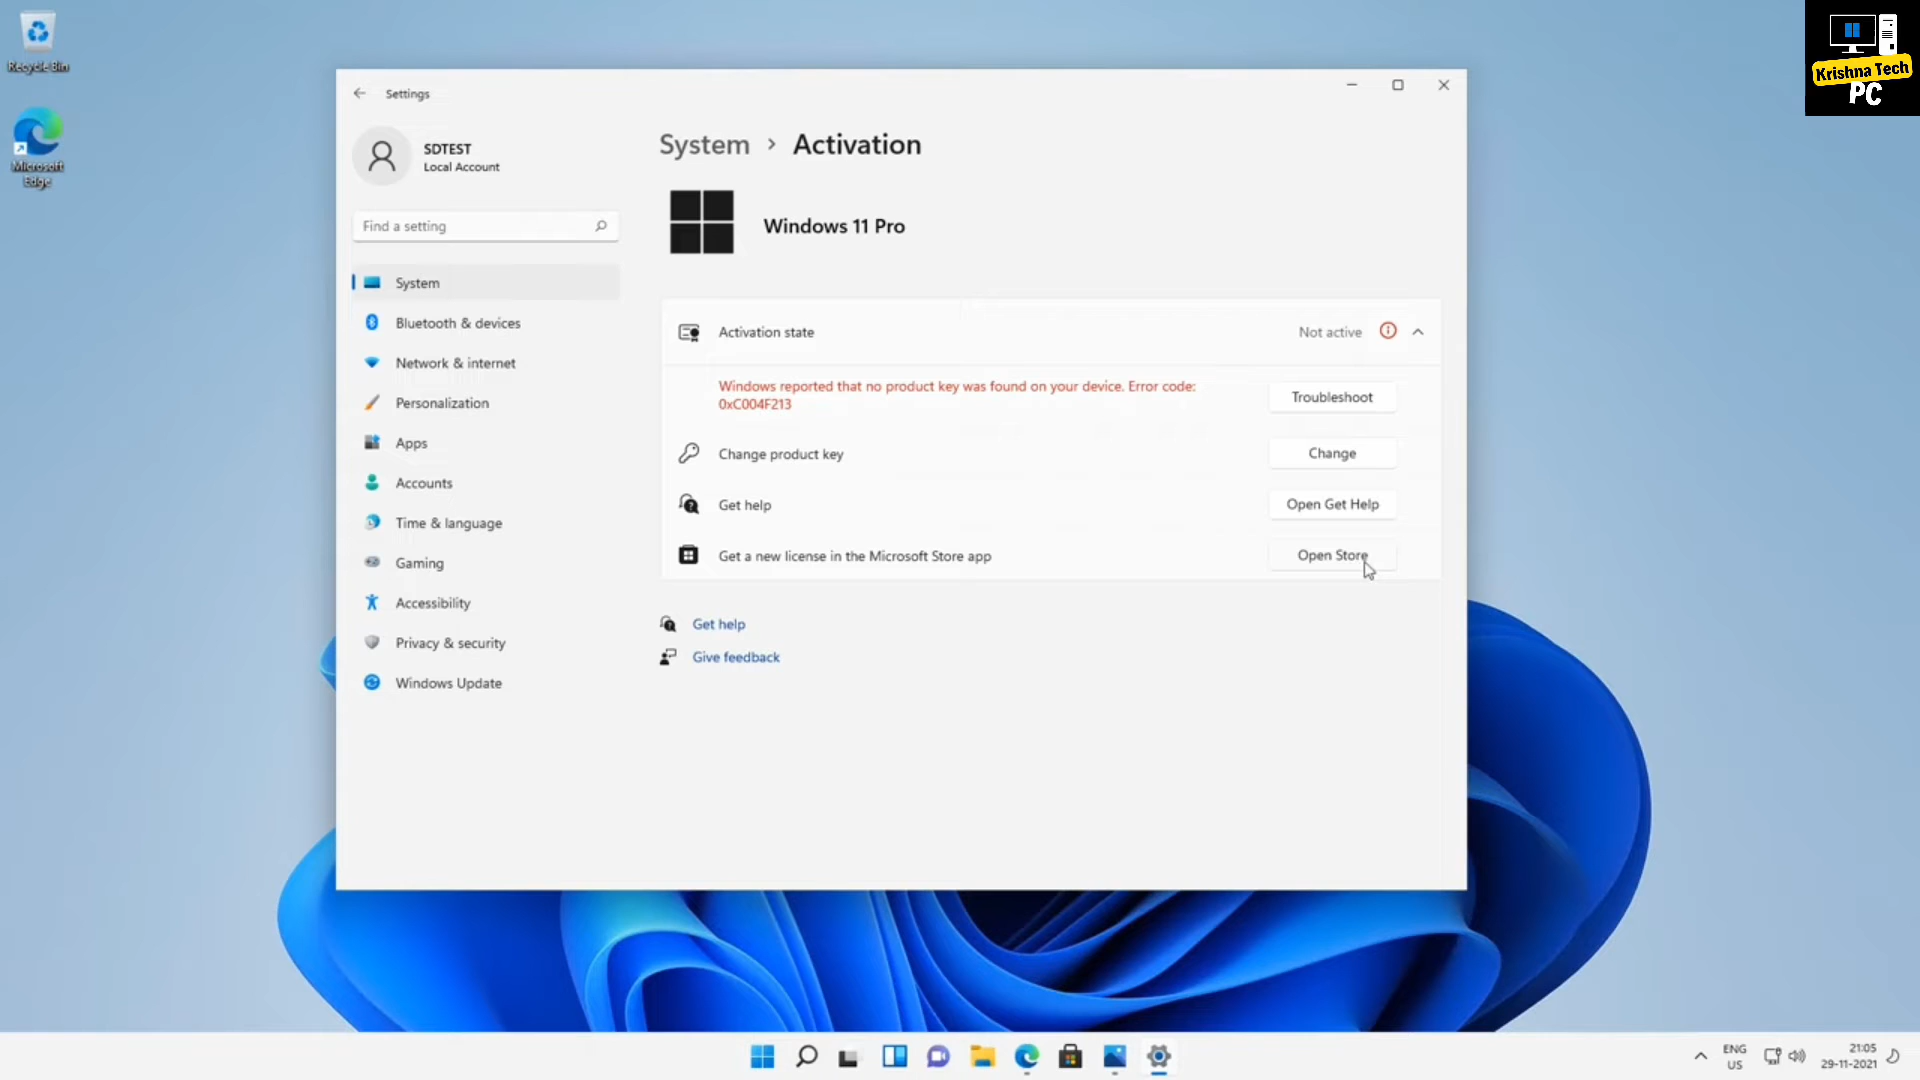 Recycle Bin
Microsoft
Edge
Krishna Tech
PC
Settings
SDTEST
Local Account
Find a setting
System
Bluetooth & devices
Network & internet
Personalization
Apps
Accounts
Time & language
Gaming
Accessibility
Privacy & security
Windows Update
System > Activation
Windows 11 Pro
Activation state
Not active
Windows reported that no product key was found on your device. Error code:
0xC004F213
Troubleshoot
Change product key
Change
Get help
Open Get Help
Get a new license in the Microsoft Store app
Open Store
Get help
Give feedback
ENG
US
21:05
29-11-2021